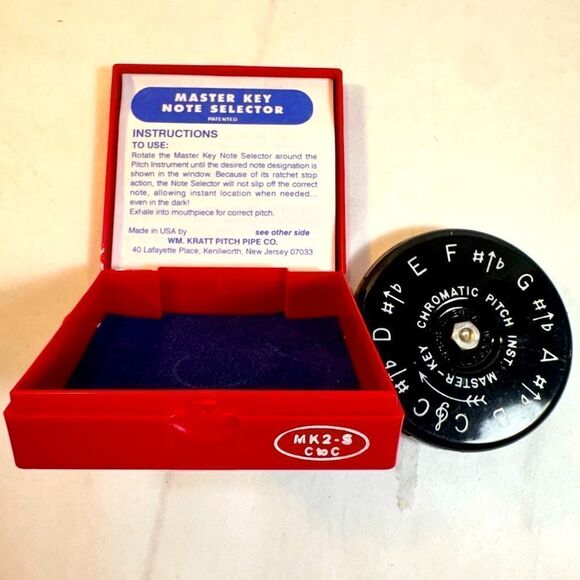 MASTER KEY
NOTE SELECTOR
PATENTED
INSTRUCTIONS
TO USE:
Rotate the Master Key Note Selector around the
Pitch Instrument until the desired note designation is
shown in the window. Because of its ratchet stop
action, the Note Selector will not slip off the correct
note, allowing instant location when needed...
even in the dark!
Exhale into mouthpiece for correct pitch.
Made in USA by see other side
WM. KRATT PITCH PIPE CO.
40 Lafayette Place, Kenilworth, New Jersey 07033
MK2-S
C to C
C #♭ D #♭ E F #♭ G #♭ A #♭ B C
CHROMATIC PITCH INST. MASTER-KEY